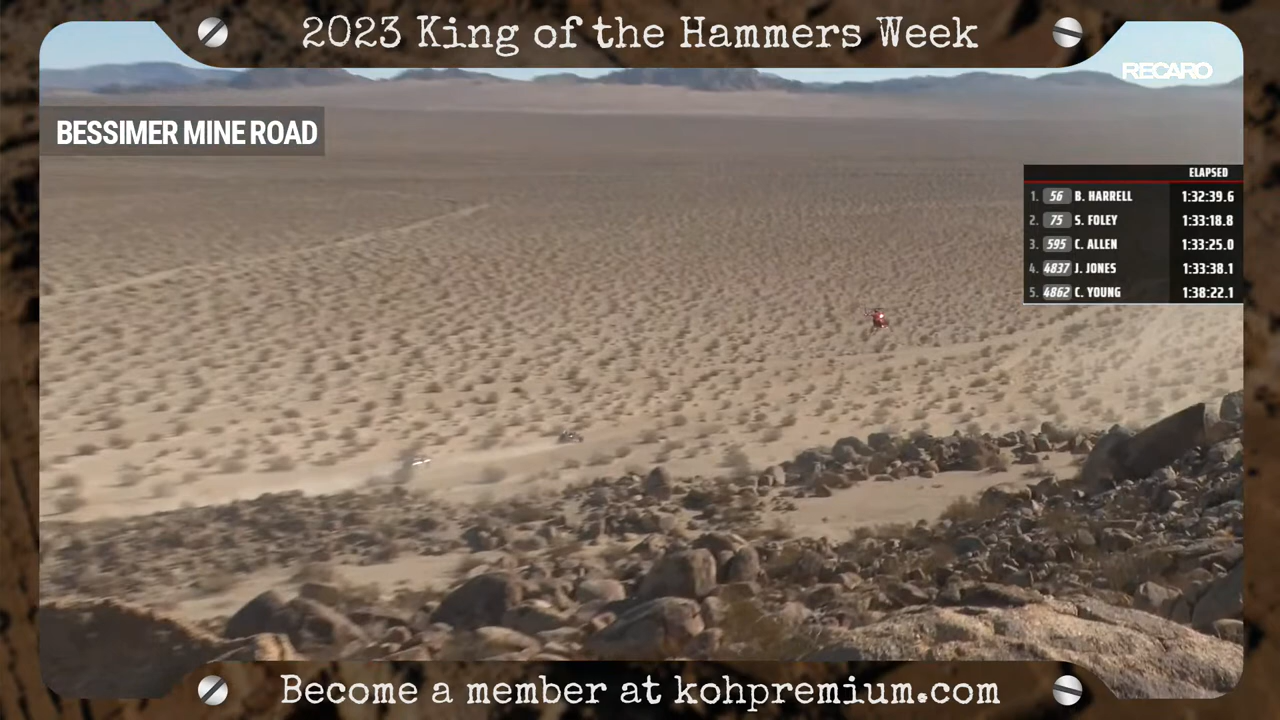 2023 King of the Hammers Week
RECARO
BESSIMER MINE ROAD
ELAPSED
1. 56 B. HARRELL 1:32:39.6
2. 75 S. FOLEY 1:33:18.8
3. 595 C. ALLEN 1:33:25.0
4. 4837 J. JONES 1:33:38.1
5. 4862 C. YOUNG 1:38:22.1
Become a member at kohpremium.com